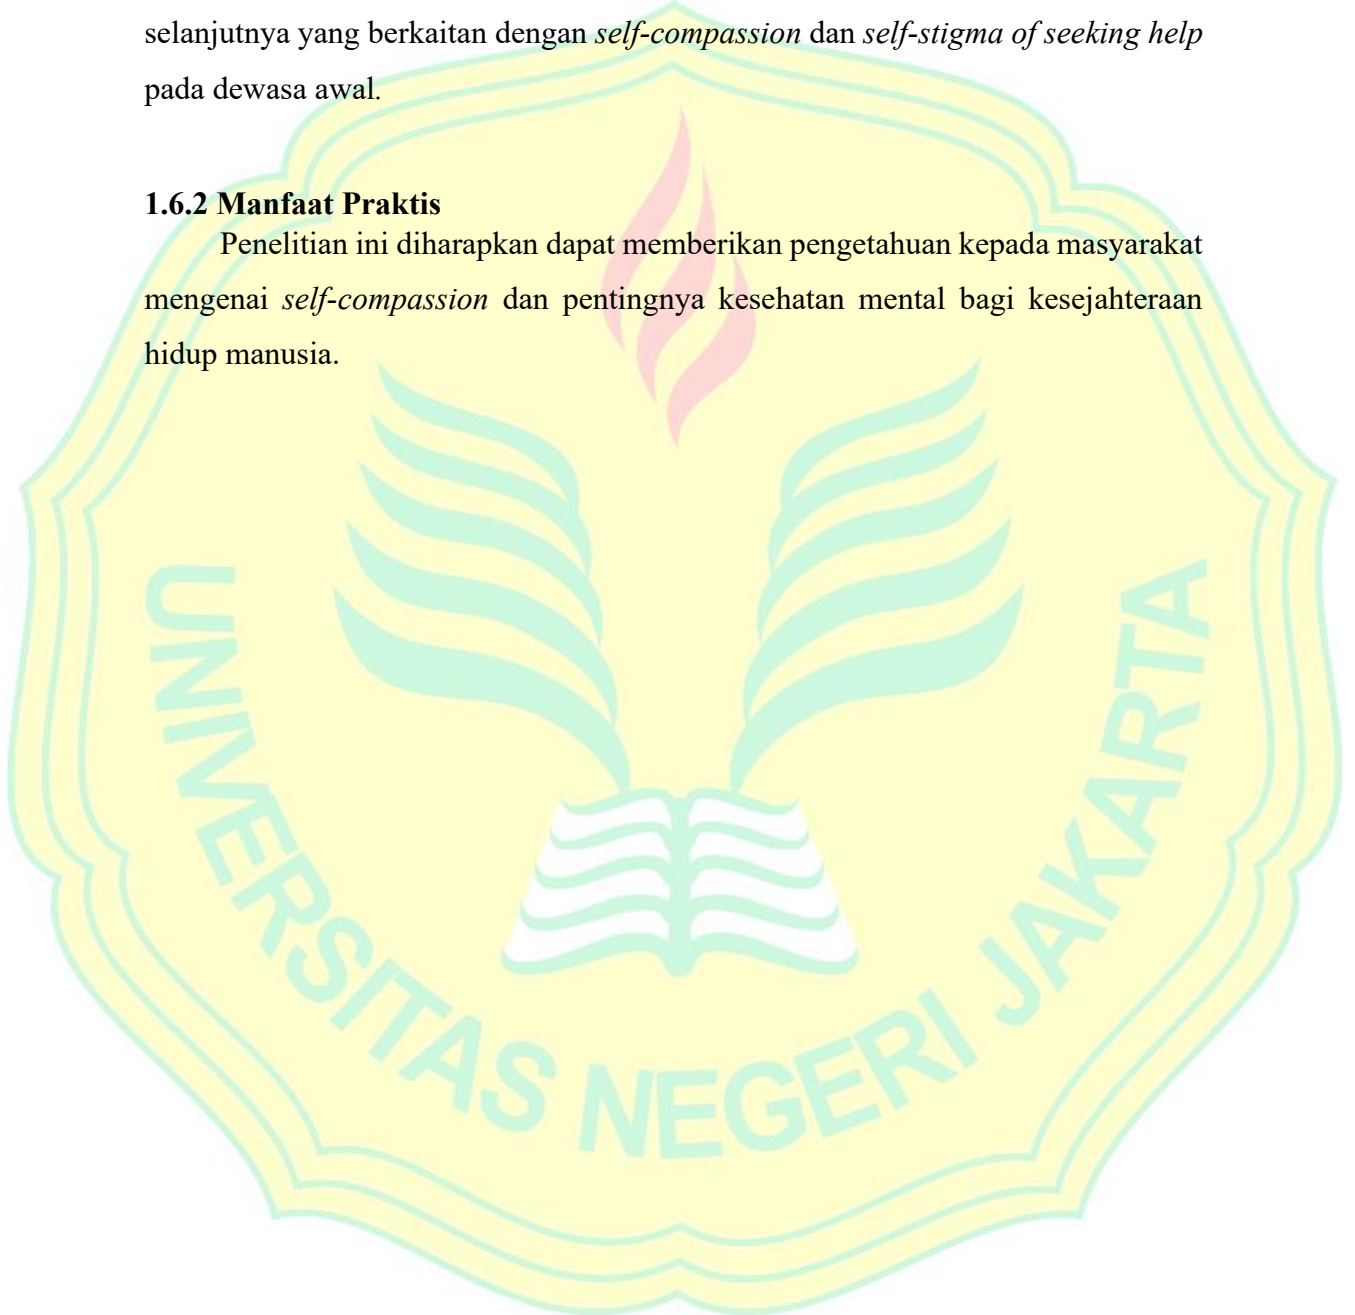 selanjutnya yang berkaitan dengan self-compassion dan self-stigma of seeking help
pada dewasa awal.
1.6.2 Manfaat Praktis
Penelitian ini diharapkan dapat memberikan pengetahuan kepada masyarakat
mengenai self-compassion dan pentingnya kesehatan mental bagi kesejahteraan
hidup manusia.
UNIVERSITAS NEGERI JAKARTA